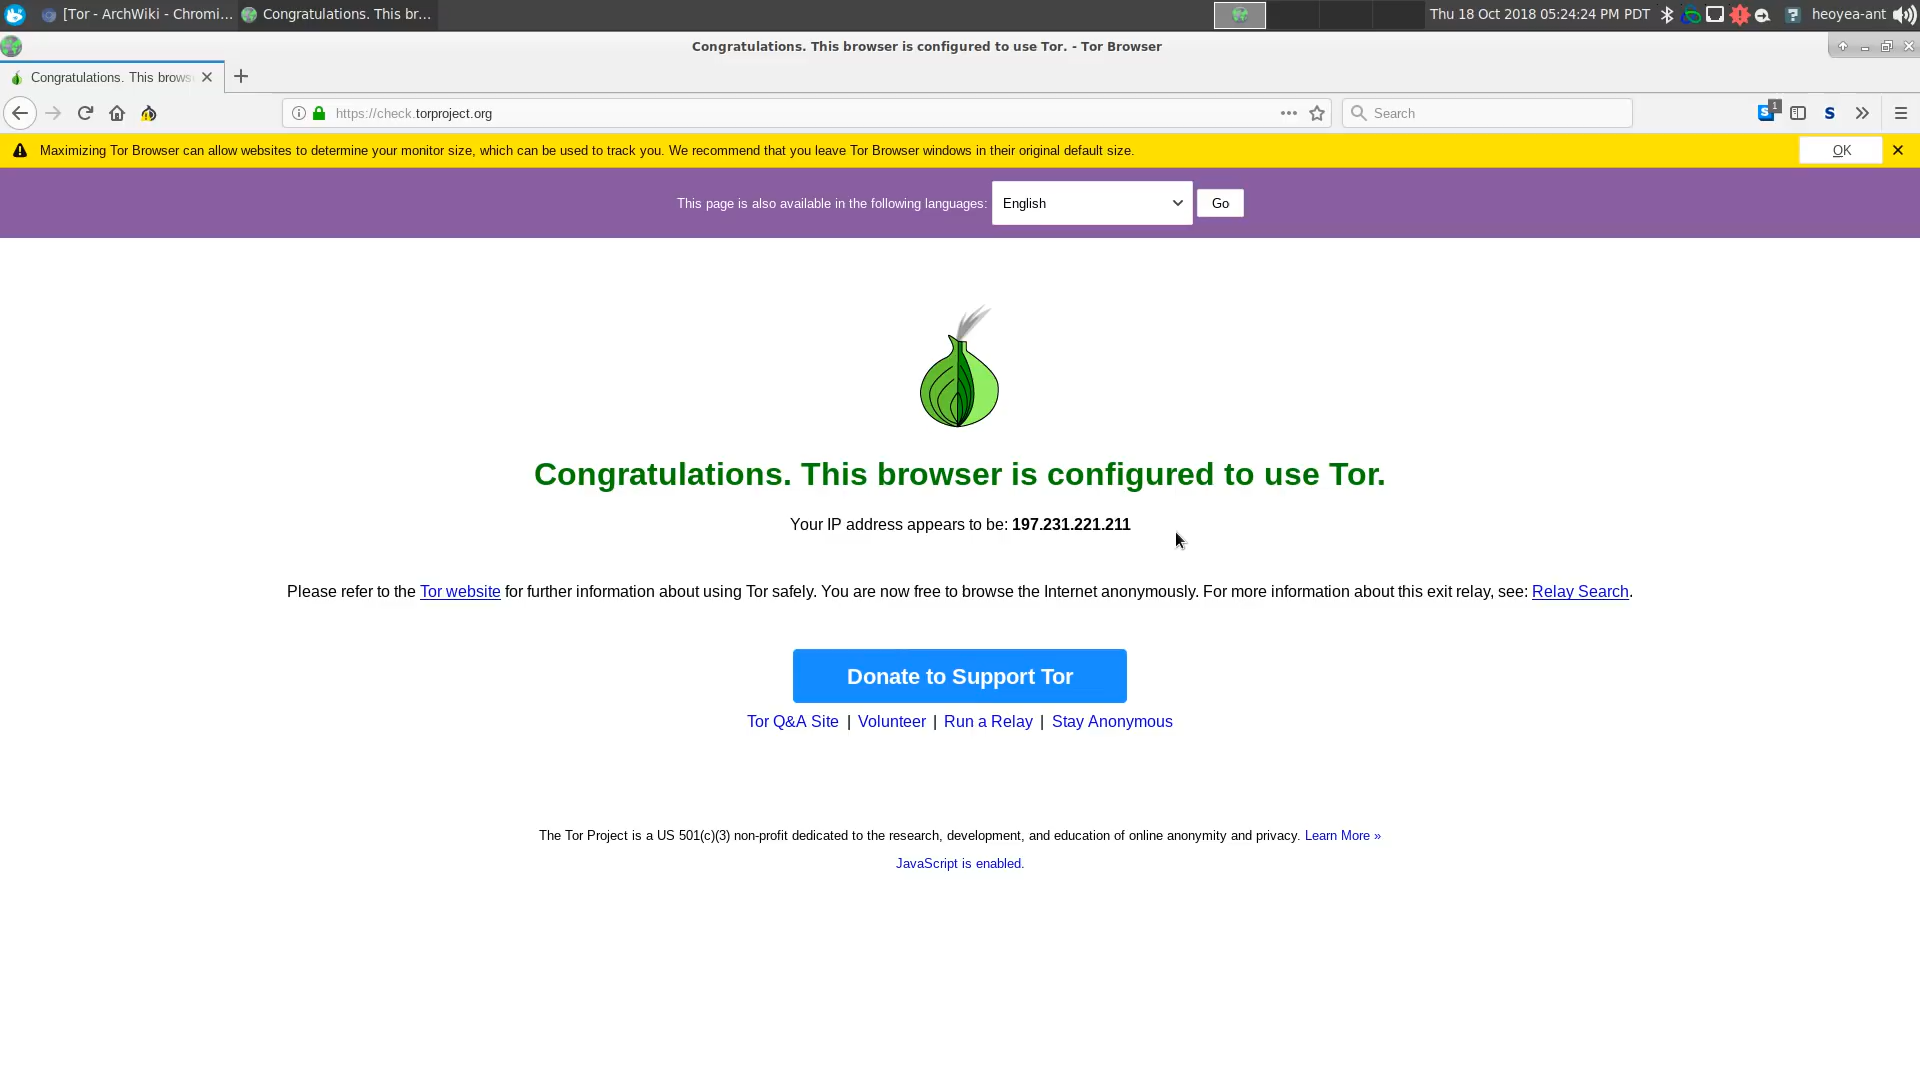 [Tor - ArchWiki - Chromi... Congratulations. This br... Thu 18 Oct 2018 05:24:24 PM PDT heoyea-ant
Congratulations. This browser is configured to use Tor. - Tor Browser
Congratulations. This brows
https://check.torproject.org Search S 1 S
Maximizing Tor Browser can allow websites to determine your monitor size, which can be used to track you. We recommend that you leave Tor Browser windows in their original default size. OK
This page is also available in the following languages: English Go
Congratulations. This browser is configured to use Tor.
Your IP address appears to be: 197.231.221.211
Please refer to the Tor website for further information about using Tor safely. You are now free to browse the Internet anonymously. For more information about this exit relay, see: Relay Search.
Donate to Support Tor
Tor Q&A Site | Volunteer | Run a Relay | Stay Anonymous
The Tor Project is a US 501(c)(3) non-profit dedicated to the research, development, and education of online anonymity and privacy. Learn More »
JavaScript is enabled.